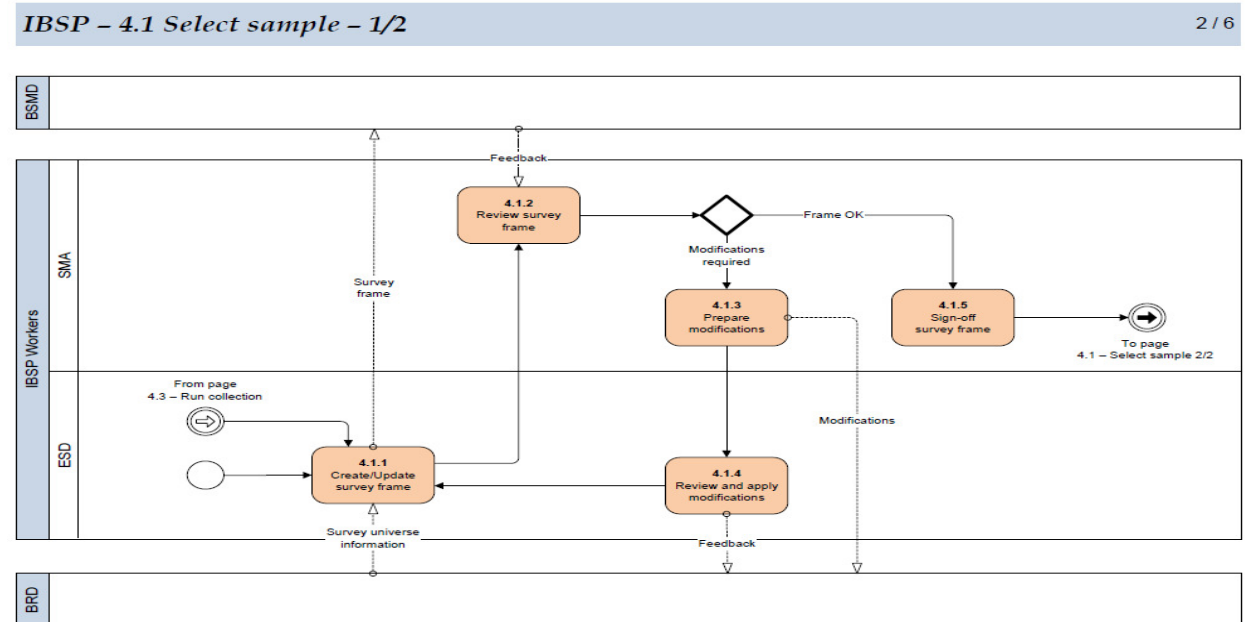 IBSP – 4.1 Select sample – 1/2
2 / 6
BSMD
Feedback
4.1.2
Review survey
frame
Frame OK
Modifications
required
SMA
Survey
frame
4.1.3
Prepare
modifications
4.1.5
Sign-off
survey frame
To page
4.1 – Select sample 2/2
IBSP Workers
From page
4.3 – Run collection
Modifications
ESD
4.1.1
Create/Update
survey frame
4.1.4
Review and apply
modifications
Survey universe
information
Feedback
BRD